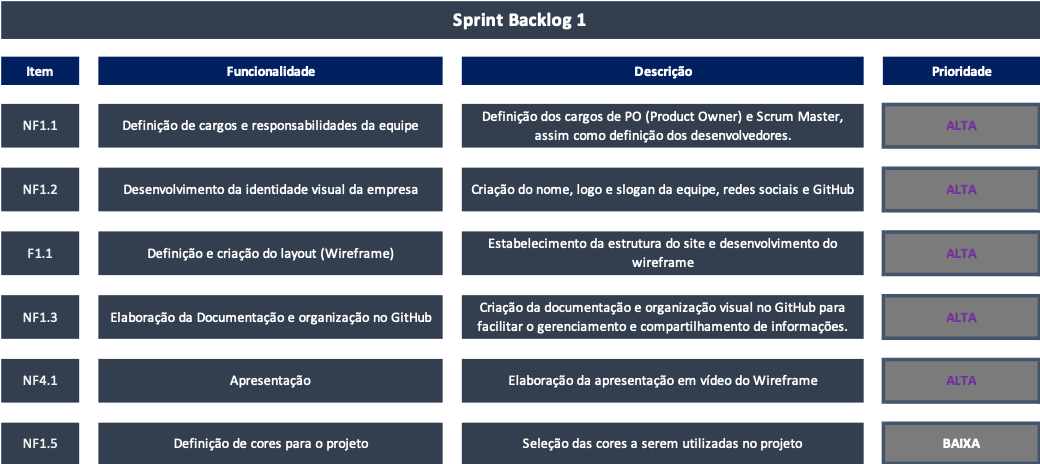 Sprint Backlog 1
Item
Funcionalidade
Descrição
Prioridade
NF1.1
Definição de cargos e responsabilidades da equipe
Definição dos cargos de PO (Product Owner) e Scrum Master,
assim como definição dos desenvolvedores.
ALTA
NF1.2
Desenvolvimento da identidade visual da empresa
Criação do nome, logo e slogan da equipe, redes sociais e GitHub
ALTA
F1.1
Definição e criação do layout (Wireframe)
Estabelecimento da estrutura do site e desenvolvimento do
wireframe
ALTA
NF1.3
Elaboração da Documentação e organização no GitHub
Criação da documentação e organização visual no GitHub para
facilitar o gerenciamento e compartilhamento de informações.
ALTA
NF4.1
Apresentação
Elaboração da apresentação em vídeo do Wireframe
ALTA
NF1.5
Definição de cores para o projeto
Seleção das cores a serem utilizadas no projeto
BAIXA